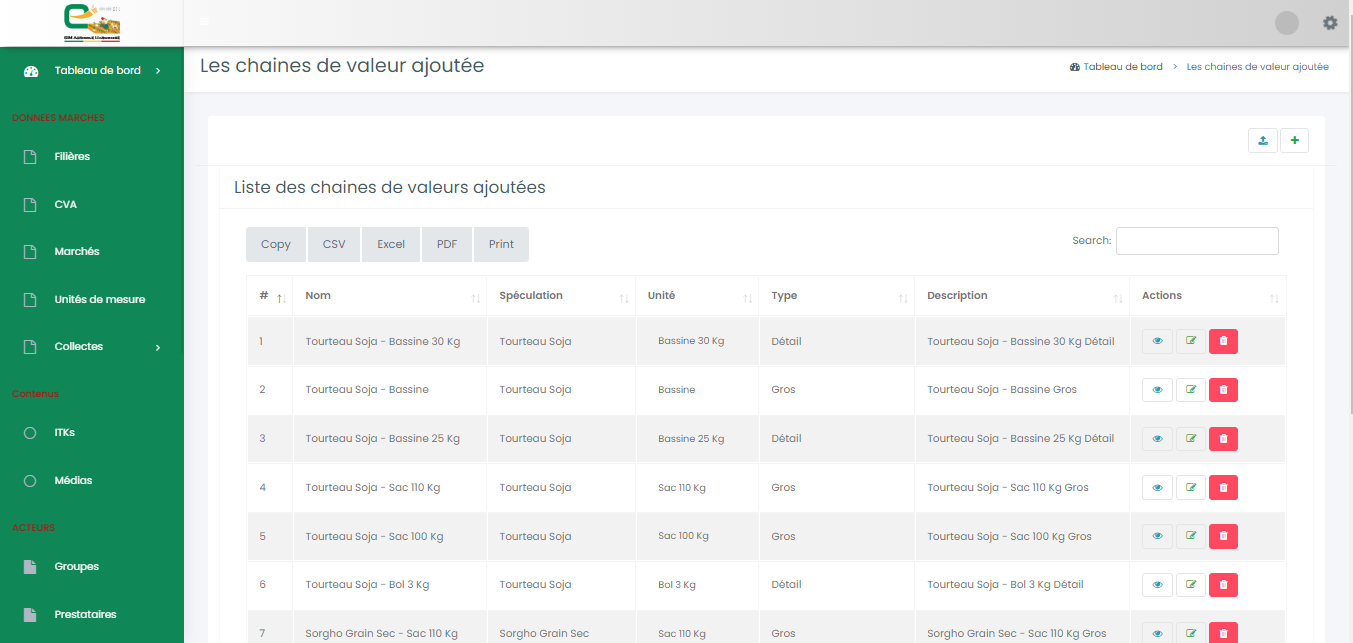 Tableau de bord
DONNEES MARCHES
Filières
CVA
Marchés
Unités de mesure
Collectes
Contenus
ITKs
Médias
ACTEURS
Groupes
Prestataires
Les chaines de valeur ajoutée
Tableau de bord > Les chaines de valeur ajoutée
Liste des chaines de valeurs ajoutées
Copy CSV Excel PDF Print
Search:
# Nom Spéculation Unité Type Description Actions
1 Tourteau Soja - Bassine 30 Kg Tourteau Soja Bassine 30 Kg Détail Tourteau Soja - Bassine 30 Kg Détail
2 Tourteau Soja - Bassine Tourteau Soja Bassine Gros Tourteau Soja - Bassine Gros
3 Tourteau Soja - Bassine 25 Kg Tourteau Soja Bassine 25 Kg Détail Tourteau Soja - Bassine 25 Kg Détail
4 Tourteau Soja - Sac 110 Kg Tourteau Soja Sac 110 Kg Gros Tourteau Soja - Sac 110 Kg Gros
5 Tourteau Soja - Sac 100 Kg Tourteau Soja Sac 100 Kg Gros Tourteau Soja - Sac 100 Kg Gros
6 Tourteau Soja - Bol 3 Kg Tourteau Soja Bol 3 Kg Détail Tourteau Soja - Bol 3 Kg Détail
7 Sorgho Grain Sec - Sac 110 Kg Sorgho Grain Sec Sac 110 Kg Gros Sorgho Grain Sec - Sac 110 Kg Gros